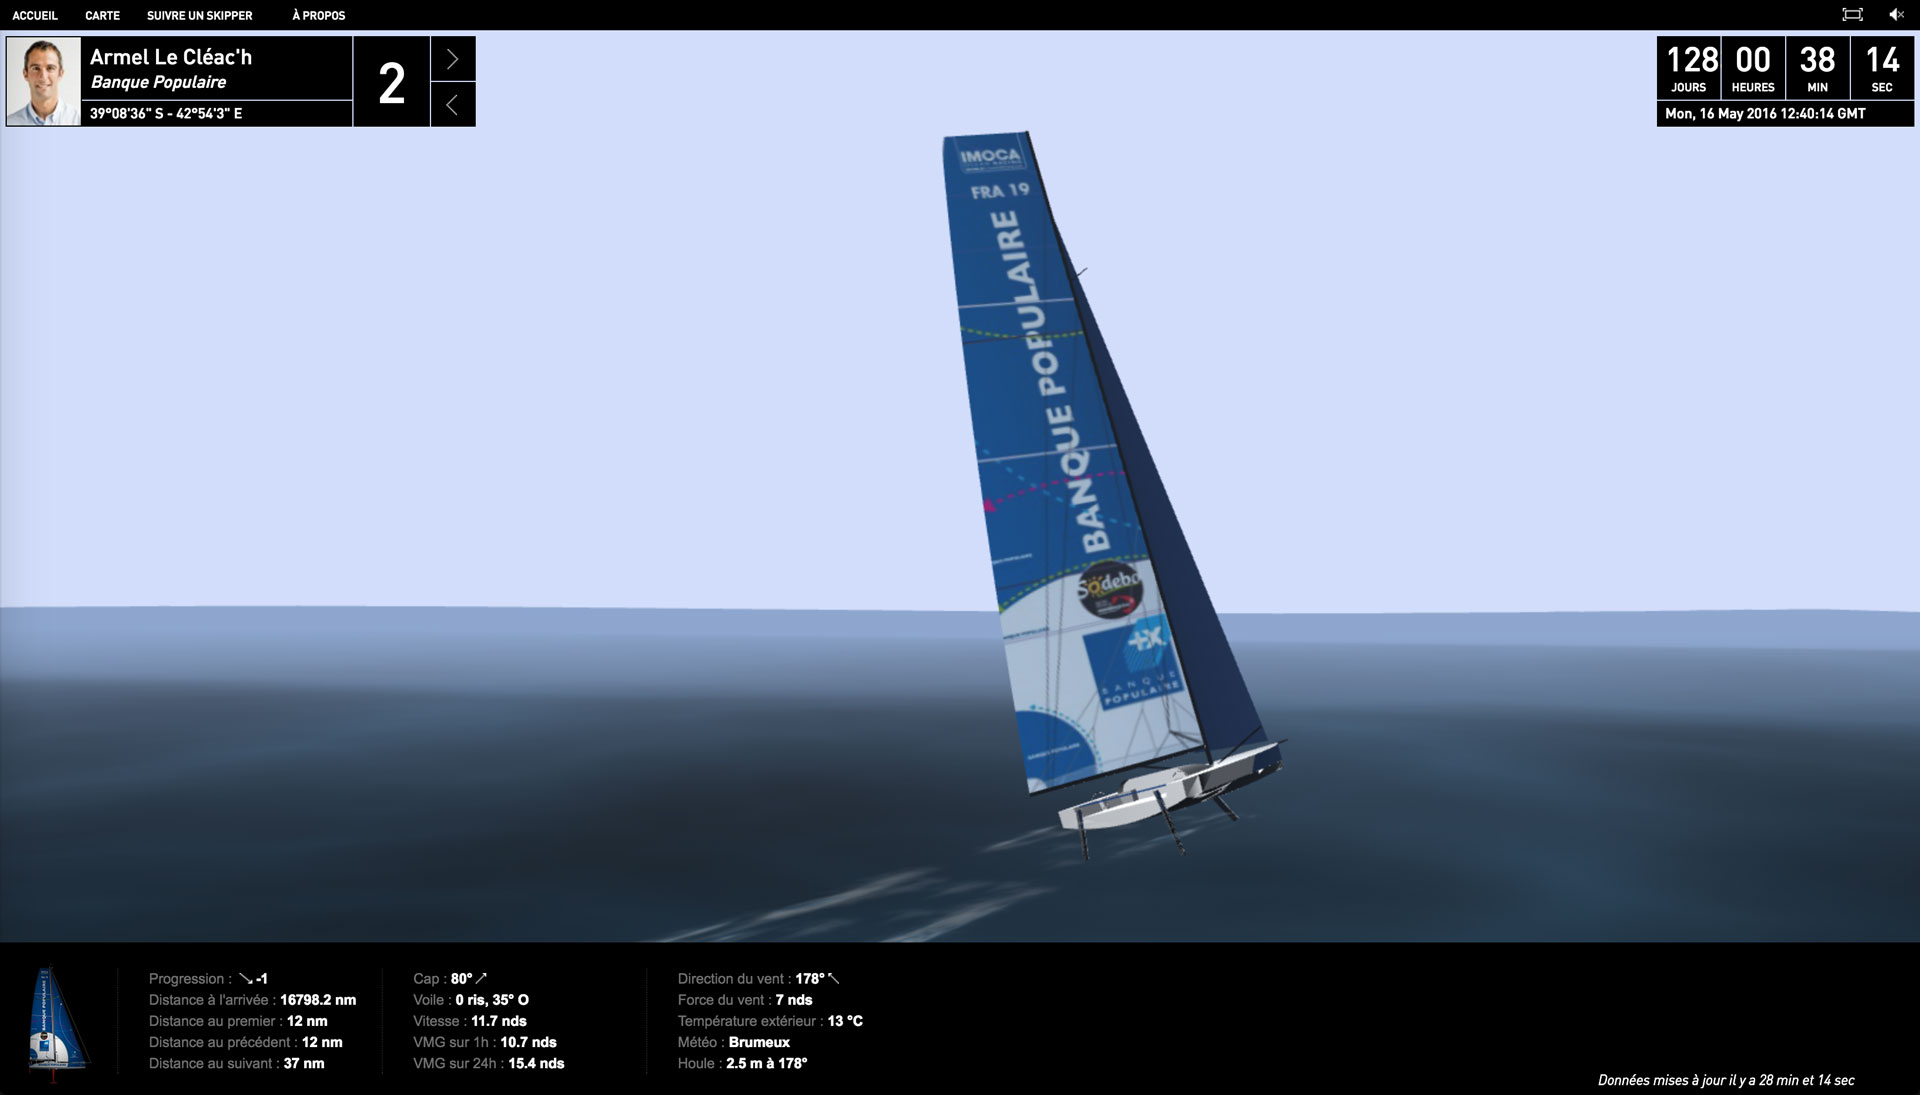 ACCUEIL CARTE SUIVRE UN SKIPPER À PROPOS
Armel Le Cléac'h
Banque Populaire
39°08'36" S - 42°54'3" E
2
128 00 38 14
JOURS HEURES MIN SEC
Mon, 16 May 2016 12:40:14 GMT
IMOCA
FRA 19
BANQUE POPULAIRE
Sodebo
BANQUE
POPULAIRE
Progression : -1
Distance à l'arrivée : 16798.2 nm
Distance au premier : 12 nm
Distance au précédent : 12 nm
Distance au suivant : 37 nm
Cap : 80°
Voile : 0 ris, 35° O
Vitesse : 11.7 nds
VMG sur 1h : 10.7 nds
VMG sur 24h : 15.4 nds
Direction du vent : 178°
Force du vent : 7 nds
Température extérieur : 13 °C
Météo : Brumeux
Houle : 2.5 m à 178°
Données mises à jour il y a 28 min et 14 sec